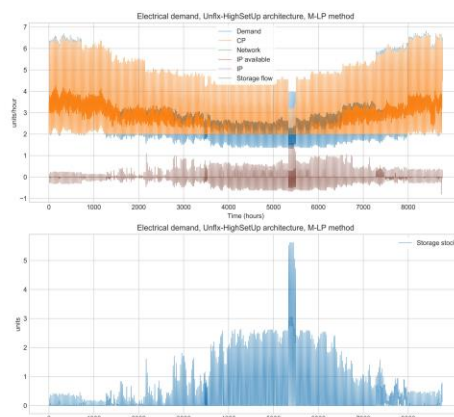 Electrical demand, Unflx-HighSetUp architecture, M-LP method
Demand
CP
Network
IP available
IP
Storage flow
units/hour
7
6
5
4
3
2
1
0
−1
0 1000 2000 3000 4000 5000 6000 7000 8000
Time (hours)
Electrical demand, Unflx-HighSetUp architecture, M-LP method
Storage stock
units
5
4
3
2
1
0